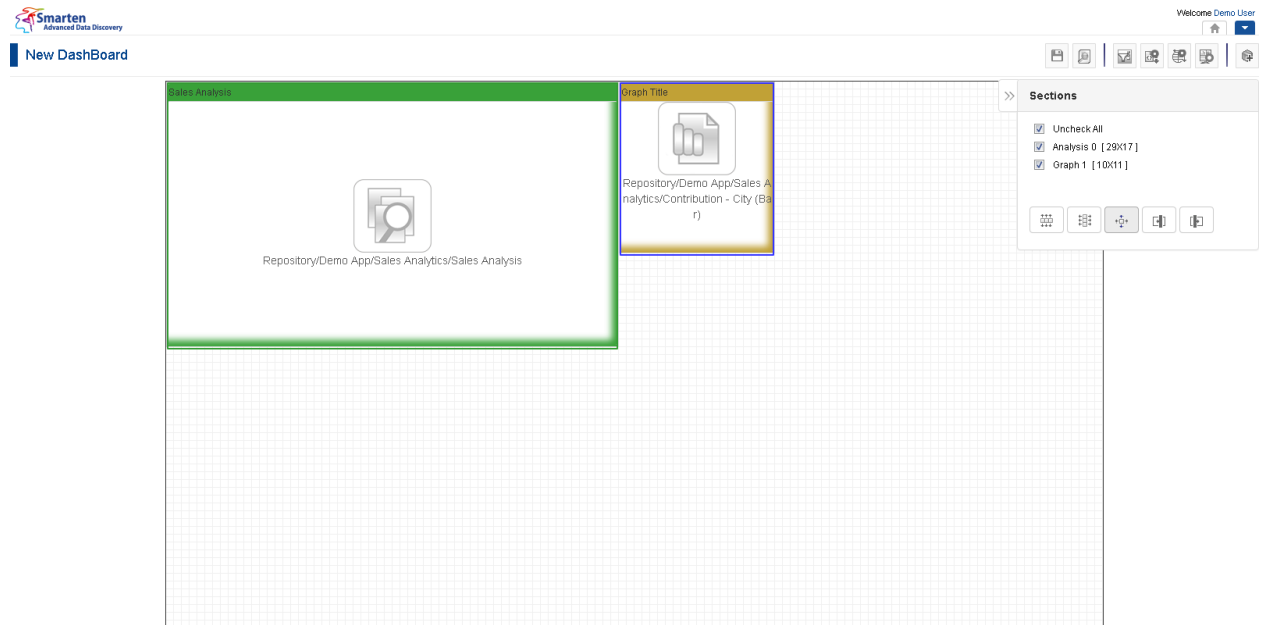 Smarten
Advanced Data Discovery
Welcome Demo User
New DashBoard
Sales Analysis
Repository/Demo App/Sales Analytics/Sales Analysis
Graph Title
Repository/Demo App/Sales A
nalytics/Contribution - City (Ba
r)
Sections
Uncheck All
Analysis 0 [ 29X17 ]
Graph 1 [ 10X11 ]